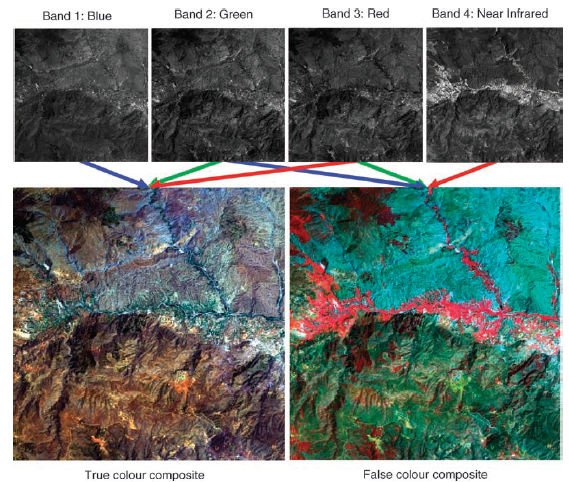 Band 1: Blue
Band 2: Green
Band 3: Red
Band 4: Near Infrared
True colour composite
False colour composite